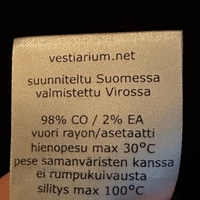 vestiarium.net
suunniteltu Suomessa
valmistettu Virossa
98% CO / 2% EA
vuori rayon/asetaatti
hienopesu max 30°C
pese samanväristen kanssa
ei rumpukuivausta
silitys max 100°C